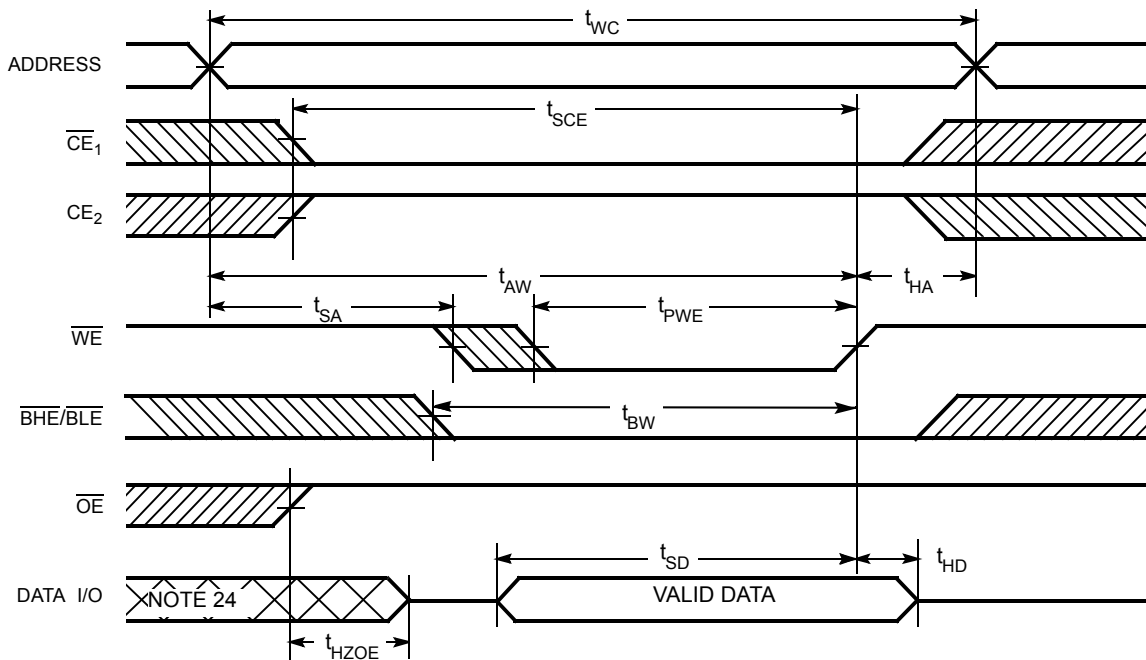 tWC
ADDRESS
tSCE
CE1
CE2
tAW
tHA
tSA
tPWE
WE
BHE/BLE
tBW
OE
tSD
tHD
DATA I/O
NOTE 24
VALID DATA
tHZOE